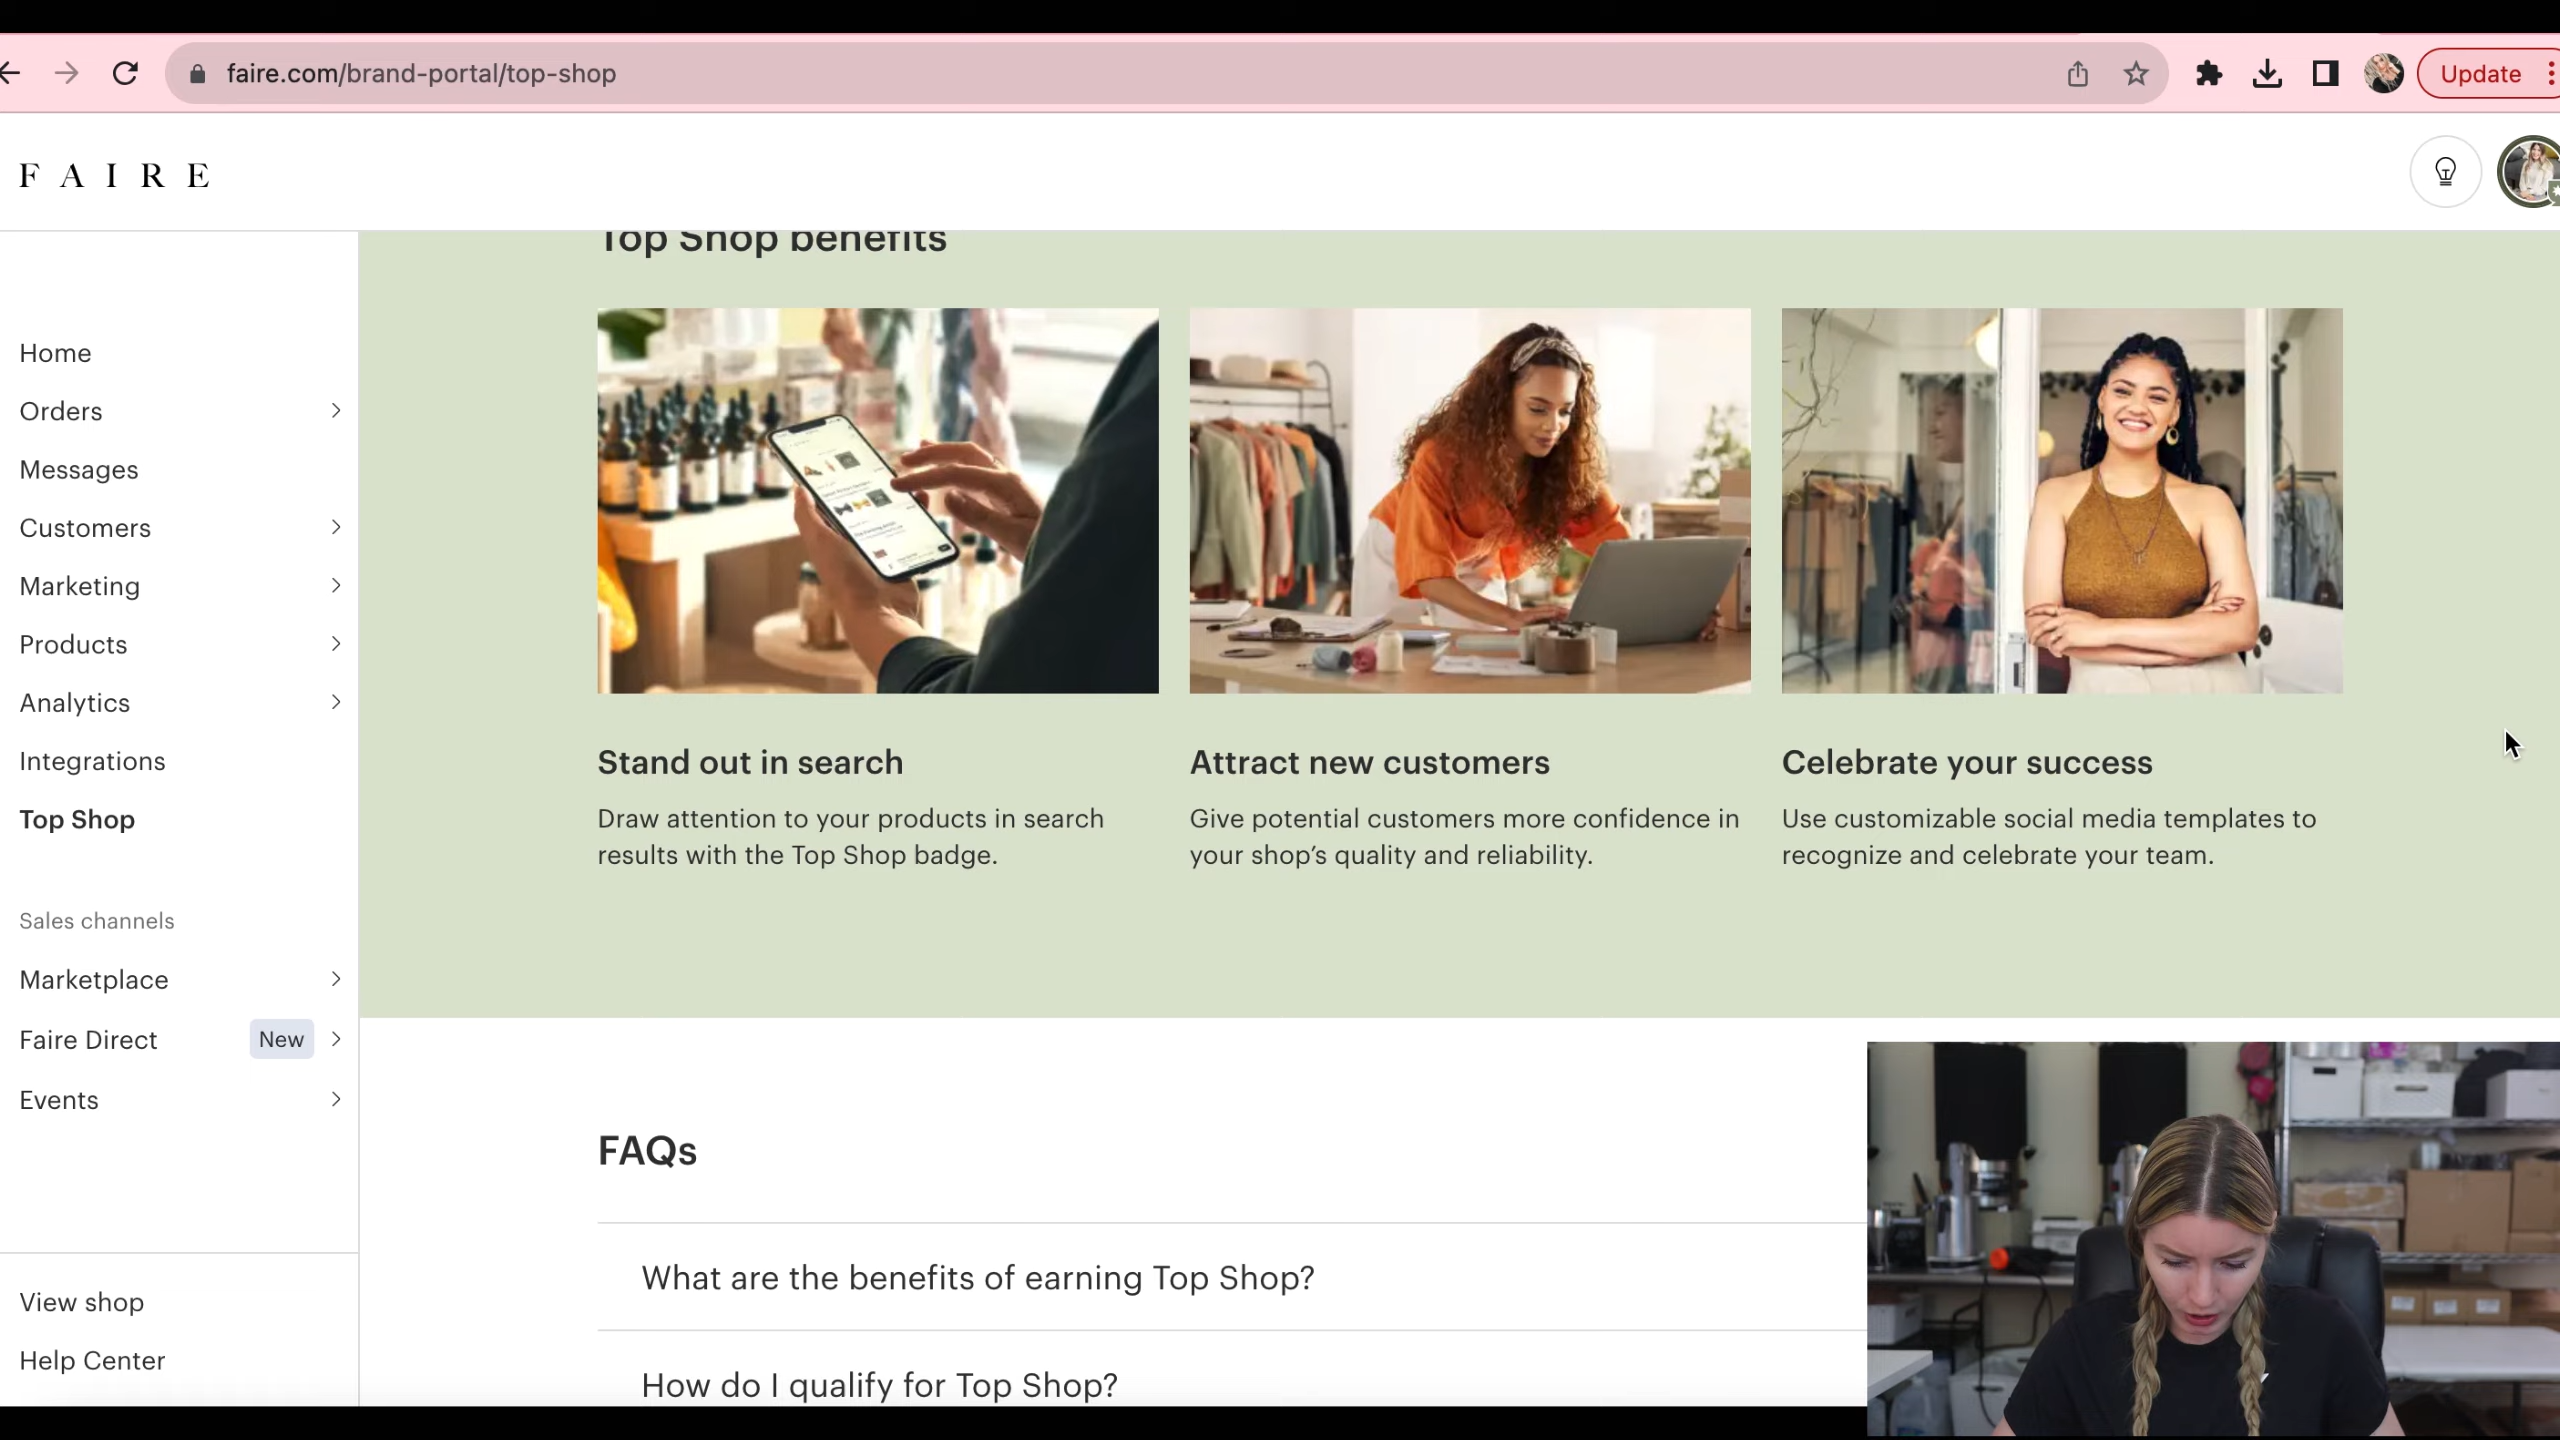 faire.com/brand-portal/top-shop
Update
FAIRE
Top Shop benefits
Home
Orders
Messages
Customers
Marketing
Products
Analytics
Integrations
Top Shop
Sales channels
Marketplace
Faire Direct New
Events
View shop
Help Center
Stand out in search
Draw attention to your products in search
results with the Top Shop badge.
Attract new customers
Give potential customers more confidence in
your shop’s quality and reliability.
Celebrate your success
Use customizable social media templates to
recognize and celebrate your team.
FAQs
What are the benefits of earning Top Shop?
How do I qualify for Top Shop?